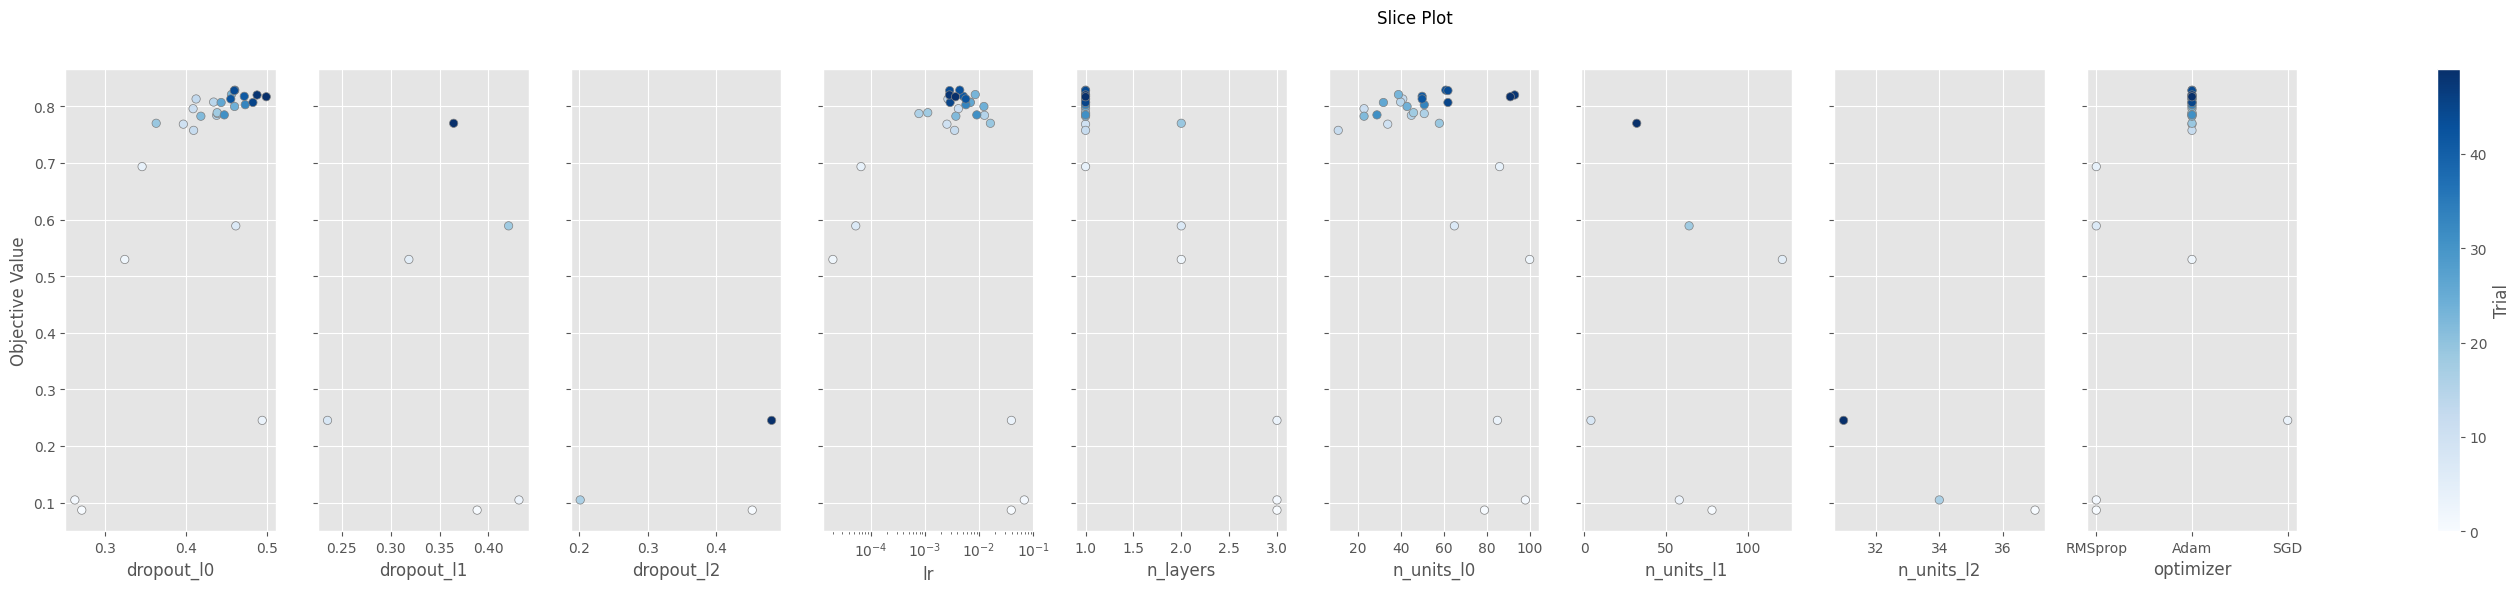 Slice Plot
Objective Value
0.8
0.7
0.6
0.5
0.4
0.3
0.2
0.1
0.3 0.4 0.5
dropout_l0
0.25 0.30 0.35 0.40
dropout_l1
0.2 0.3 0.4
dropout_l2
10⁻⁴ 10⁻³ 10⁻² 10⁻¹
lr
1.0 1.5 2.0 2.5 3.0
n_layers
20 40 60 80 100
n_units_l0
0 50 100
n_units_l1
32 34 36
n_units_l2
RMSprop Adam SGD
optimizer
40
30
20
10
0
Trial